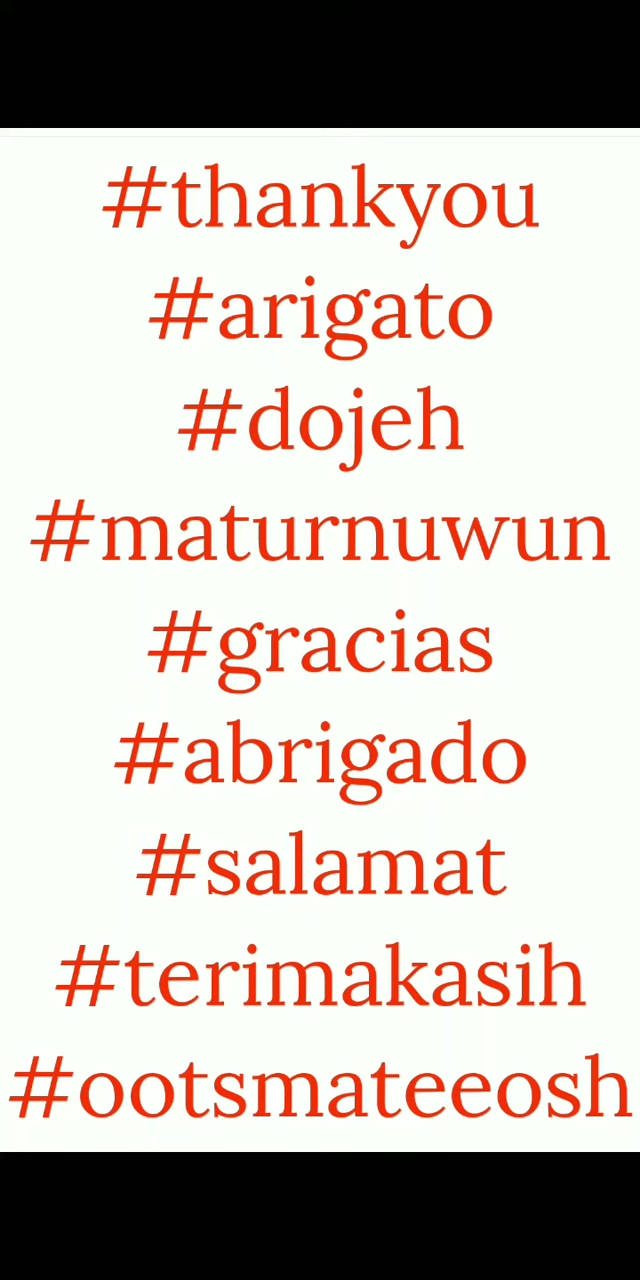 #thankyou
#arigato
#dojeh
#maturnuwun
#gracias
#abrigado
#salamat
#terimakasih
#ootsmateeosh